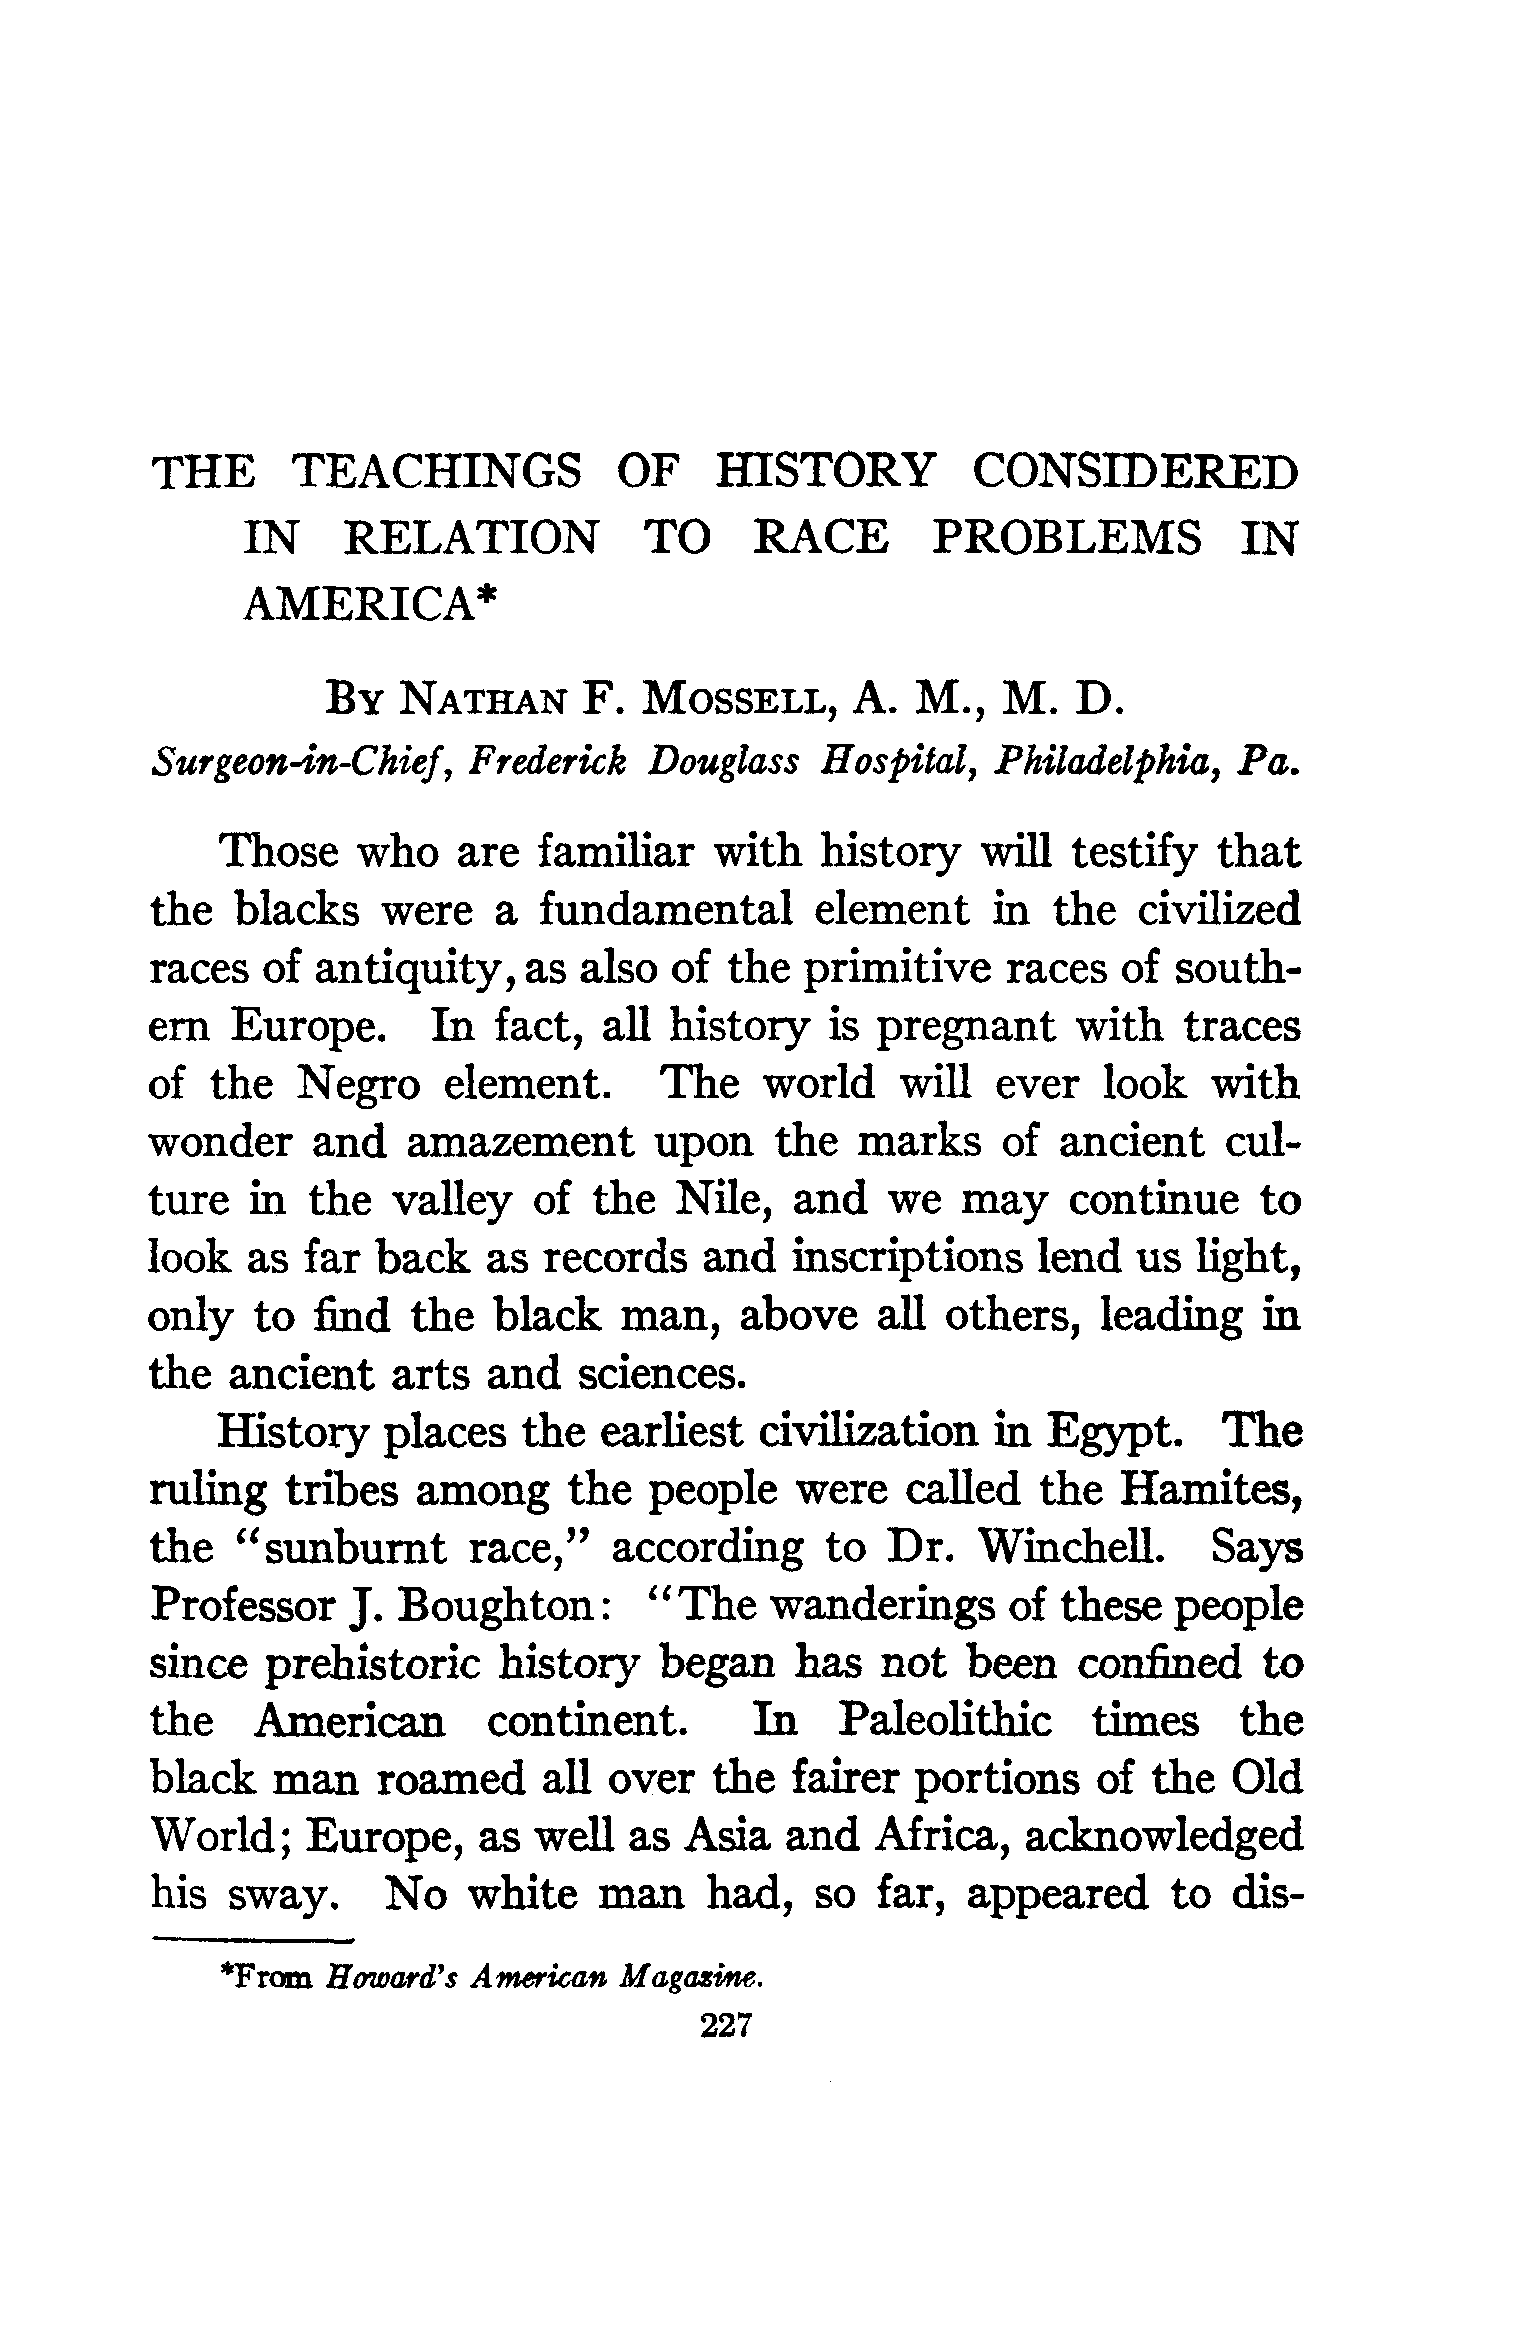 THE TEACHINGS OF HISTORY CONSIDERED
IN RELATION TO RACE PROBLEMS IN
AMERICA*
BY NATHAN F. MOSSELL, A. M., M. D.
Surgeon-in-Chief, Frederick Douglass Hospital, Philadelphia, Pa.
Those who are familiar with history will testify that
the blacks were a fundamental element in the civilized
races of antiquity, as also of the primitive races of south-
ern Europe. In fact, all history is pregnant with traces
of the Negro element. The world will ever look with
wonder and amazement upon the marks of ancient cul-
ture in the valley of the Nile, and we may continue to
look as far back as records and inscriptions lend us light,
only to find the black man, above all others, leading in
the ancient arts and sciences.
History places the earliest civilization in Egypt. The
ruling tribes among the people were called the Hamites,
the "sunburnt race," according to Dr. Winchell. Says
Professor J. Boughton: "The wanderings of these people
since prehistoric history began has not been confined to
the American continent. In Paleolithic times the
black man roamed all over the fairer portions of the Old
World; Europe, as well as Asia and Africa, acknowledged
his sway. No white man had, so far, appeared to dis-
*From Howard's American Magazine.
227